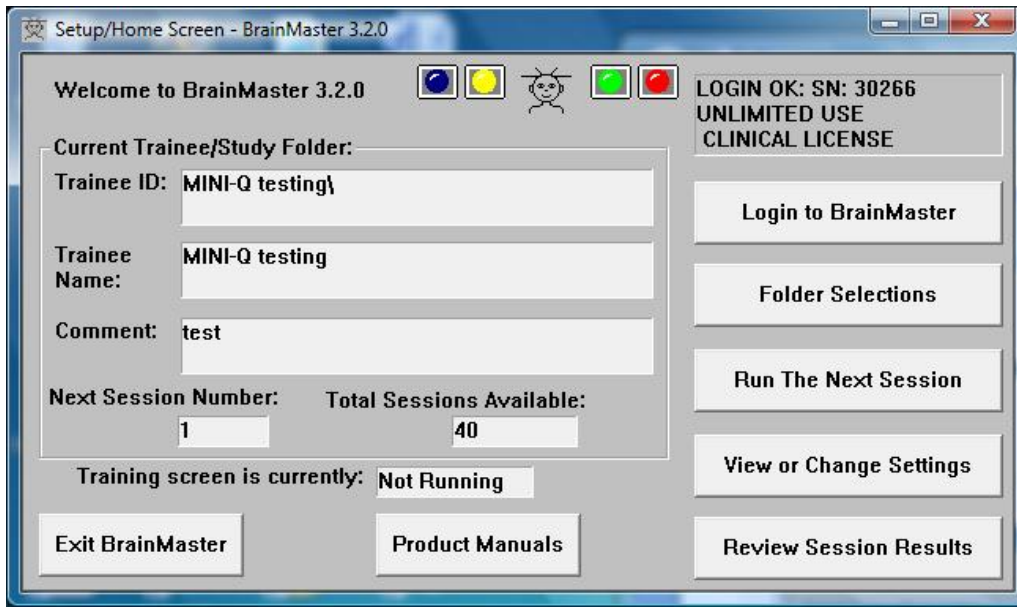 Setup/Home Screen - BrainMaster 3.2.0
Welcome to BrainMaster 3.2.0
LOGIN OK: SN: 30266
UNLIMITED USE
CLINICAL LICENSE
Current Trainee/Study Folder:
Trainee ID: MINI-Q testing\
Trainee Name: MINI-Q testing
Comment: test
Next Session Number: 1
Total Sessions Available: 40
Training screen is currently: Not Running
Exit BrainMaster
Product Manuals
Login to BrainMaster
Folder Selections
Run The Next Session
View or Change Settings
Review Session Results